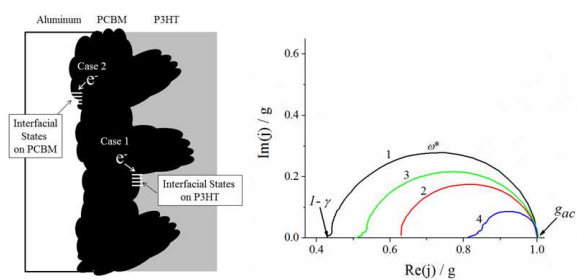 Aluminum PCBM P3HT
Case 2
e-
Interfacial
States
on PCBM
Case 1
e-
Interfacial States
on P3HT
Im(j) / g
0.6
0.4
0.2
0.0
1
ω*
3
2
4
1-γ
gac
0.4 0.5 0.6 0.7 0.8 0.9 1.0
Re(j) / g